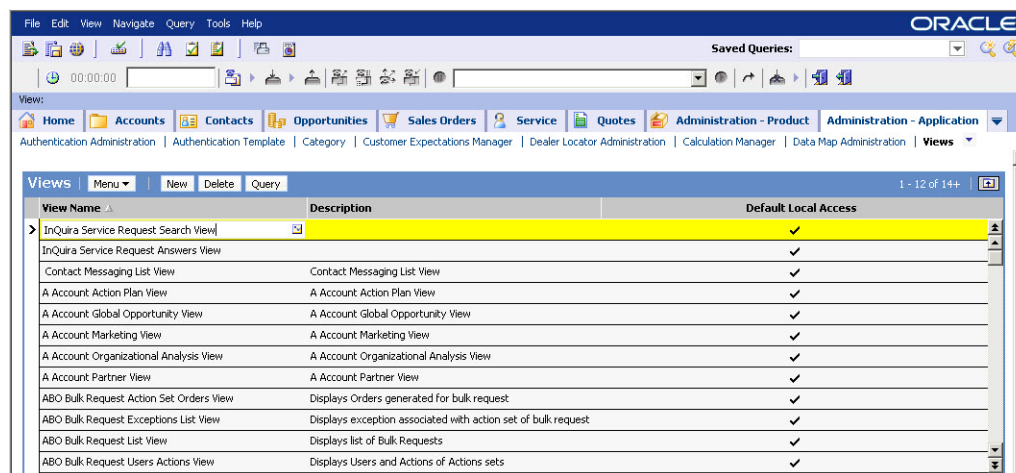 File Edit View Navigate Query Tools Help ORACLE
Saved Queries:
00:00:00
View:
Home Accounts Contacts Opportunities Sales Orders Service Quotes Administration - Product Administration - Application
Authentication Administration | Authentication Template | Category | Customer Expectations Manager | Dealer Locator Administration | Calculation Manager | Data Map Administration | Views
Views | Menu | New Delete Query 1 - 12 of 14+
View Name Description Default Local Access
InQuira Service Request Search View
InQuira Service Request Answers View
Contact Messaging List View Contact Messaging List View
A Account Action Plan View A Account Action Plan View
A Account Global Opportunity View A Account Global Opportunity View
A Account Marketing View A Account Marketing View
A Account Organizational Analysis View A Account Organizational Analysis View
A Account Partner View A Account Partner View
ABO Bulk Request Action Set Orders View Displays Orders generated for bulk request
ABO Bulk Request Exceptions List View Displays exception associated with action set of bulk request
ABO Bulk Request List View Displays list of Bulk Requests
ABO Bulk Request Users Actions View Displays Users and Actions of Actions sets